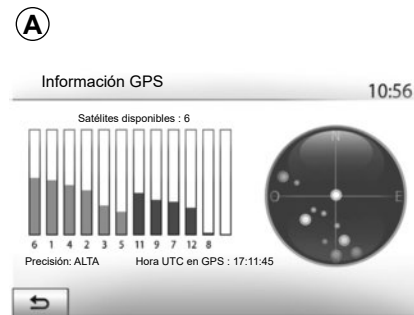 A
Información GPS
10:56
Satélites disponibles : 6
N
O E
6 1 4 2 3 5 11 9 7 12 8
Precisión: ALTA Hora UTC en GPS : 17:11:45